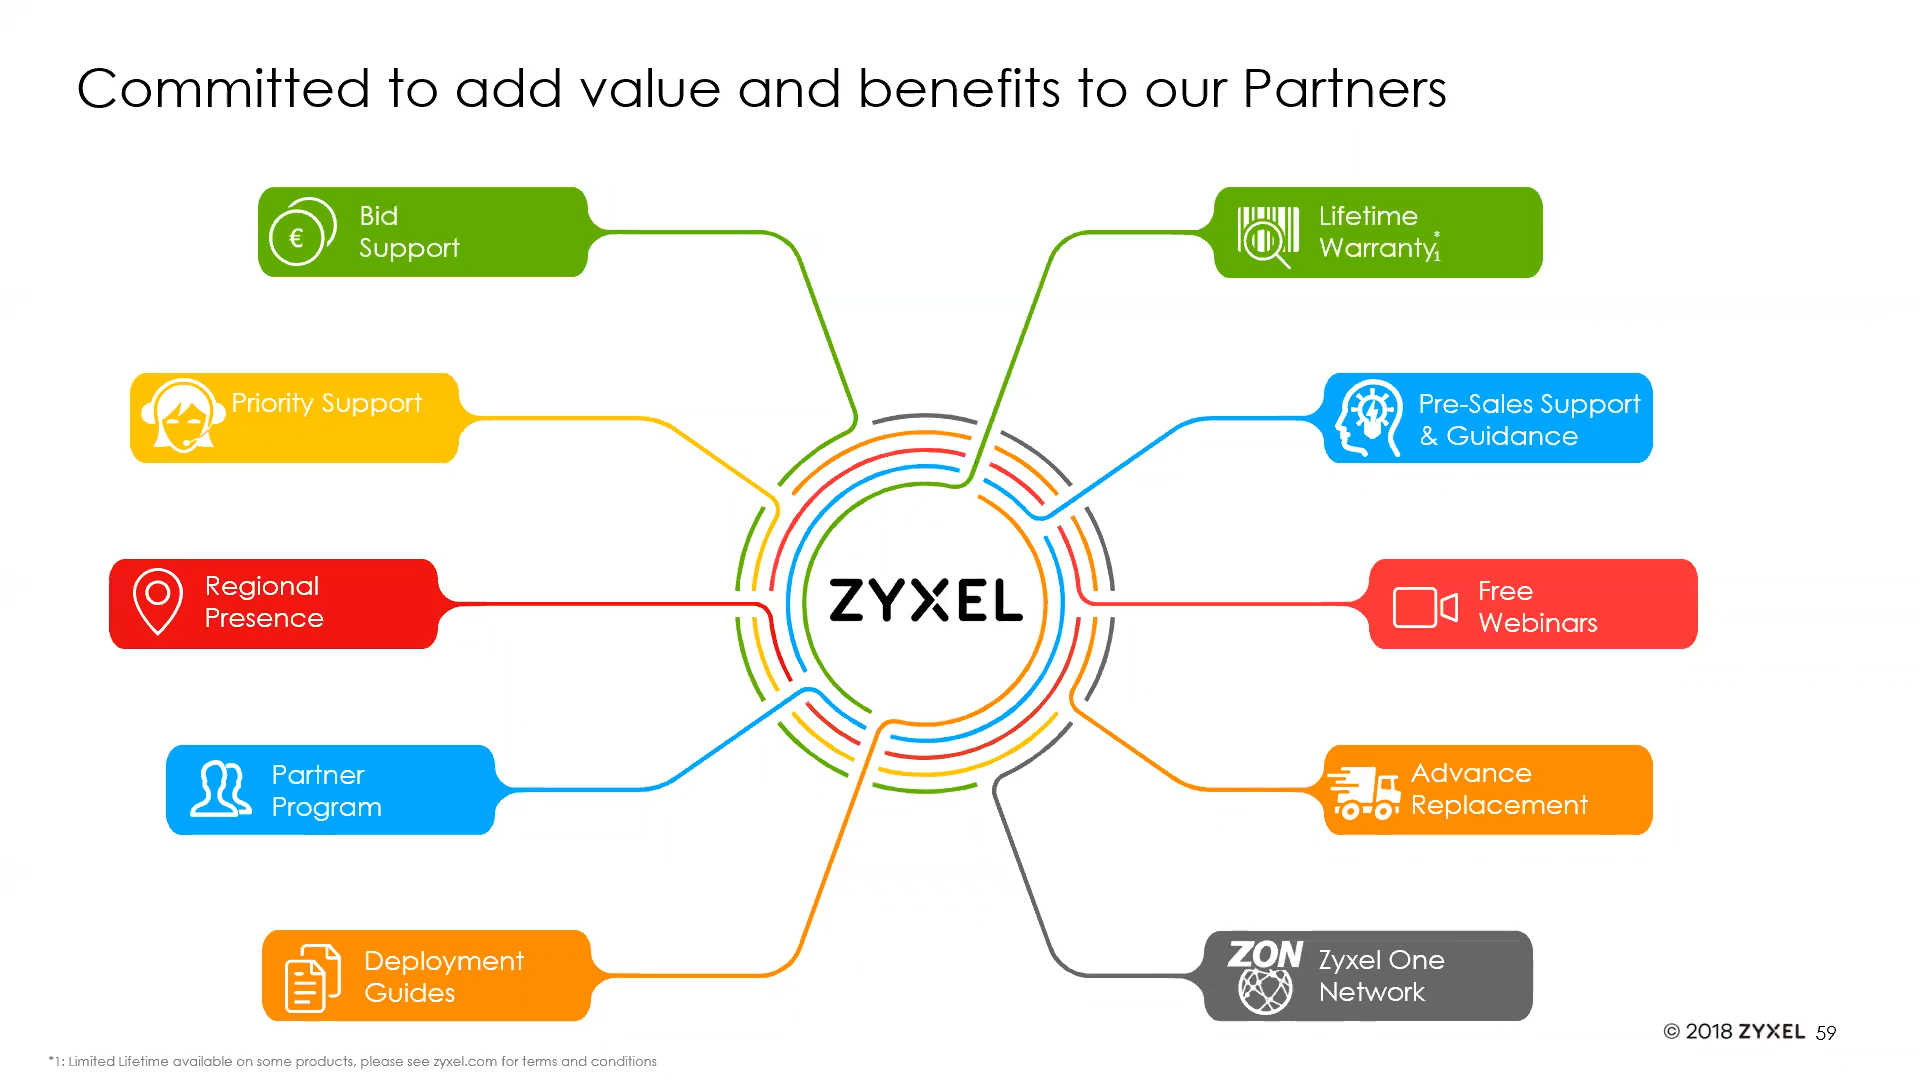 Committed to add value and benefits to our Partners
€
Bid
Support
Lifetime
Warranty*1
Priority Support
Pre-Sales Support
& Guidance
Regional
Presence
ZYXEL
Free
Webinars
Partner
Program
Advance
Replacement
Deployment
Guides
ZON
Zyxel One
Network
© 2018 ZYXEL 59
*1: Limited Lifetime available on some products, please see zyxel.com for terms and conditions